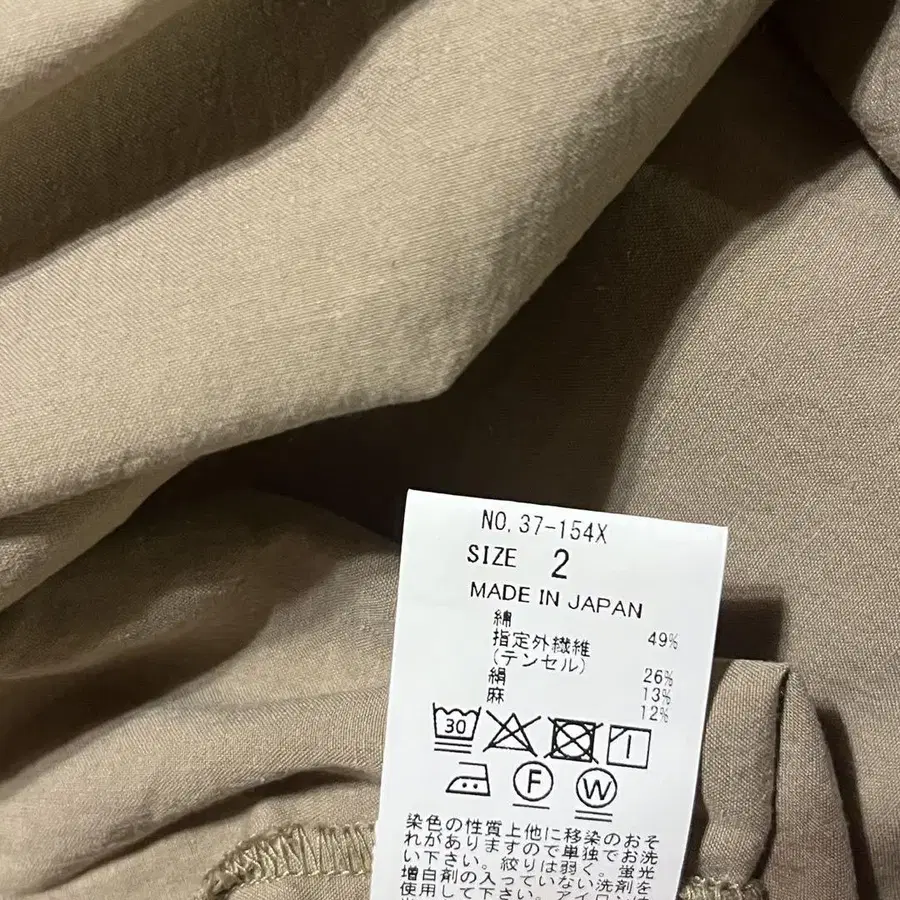 NO. 37-154X
SIZE 2
MADE IN JAPAN
綿 49%
指定外繊維
(テンセル) 26%
絹 13%
麻 12%
30
F W
染色の性質上他に移染のおそ
れがありますので単独でお洗
い下さい。絞りは弱く。蛍光
増白剤の入っていない洗剤を
使用して下さい。アイロンは